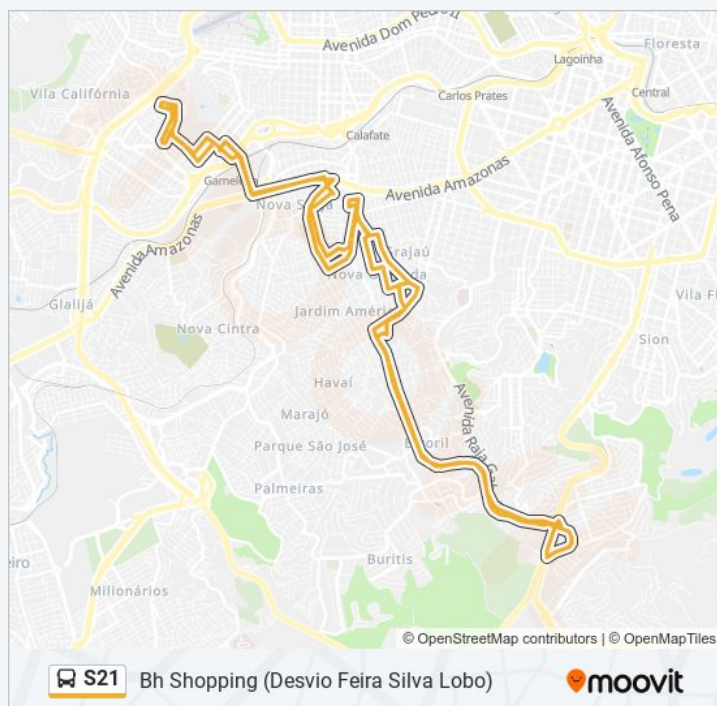 Avenida Dom Pedro II
Floresta
Lagoinha
Vila Califórnia
Carlos Prates
Central
Calafate
Avenida Afonso Pena
Gameleira
Avenida Amazonas
Nova Suíça
Avenida Amazonas
Grajaú
Glalijá
Nova Granada
Vila Fl
Jardim América
Nova Cintra
Sion
Havaí
Avenida Raja Gab
Marajó
Estoril
Parque São José
Palmeiras
Buritis
eiro
Milionários
© OpenStreetMap contributors | © OpenMapTiles
S21 Bh Shopping (Desvio Feira Silva Lobo) moovit